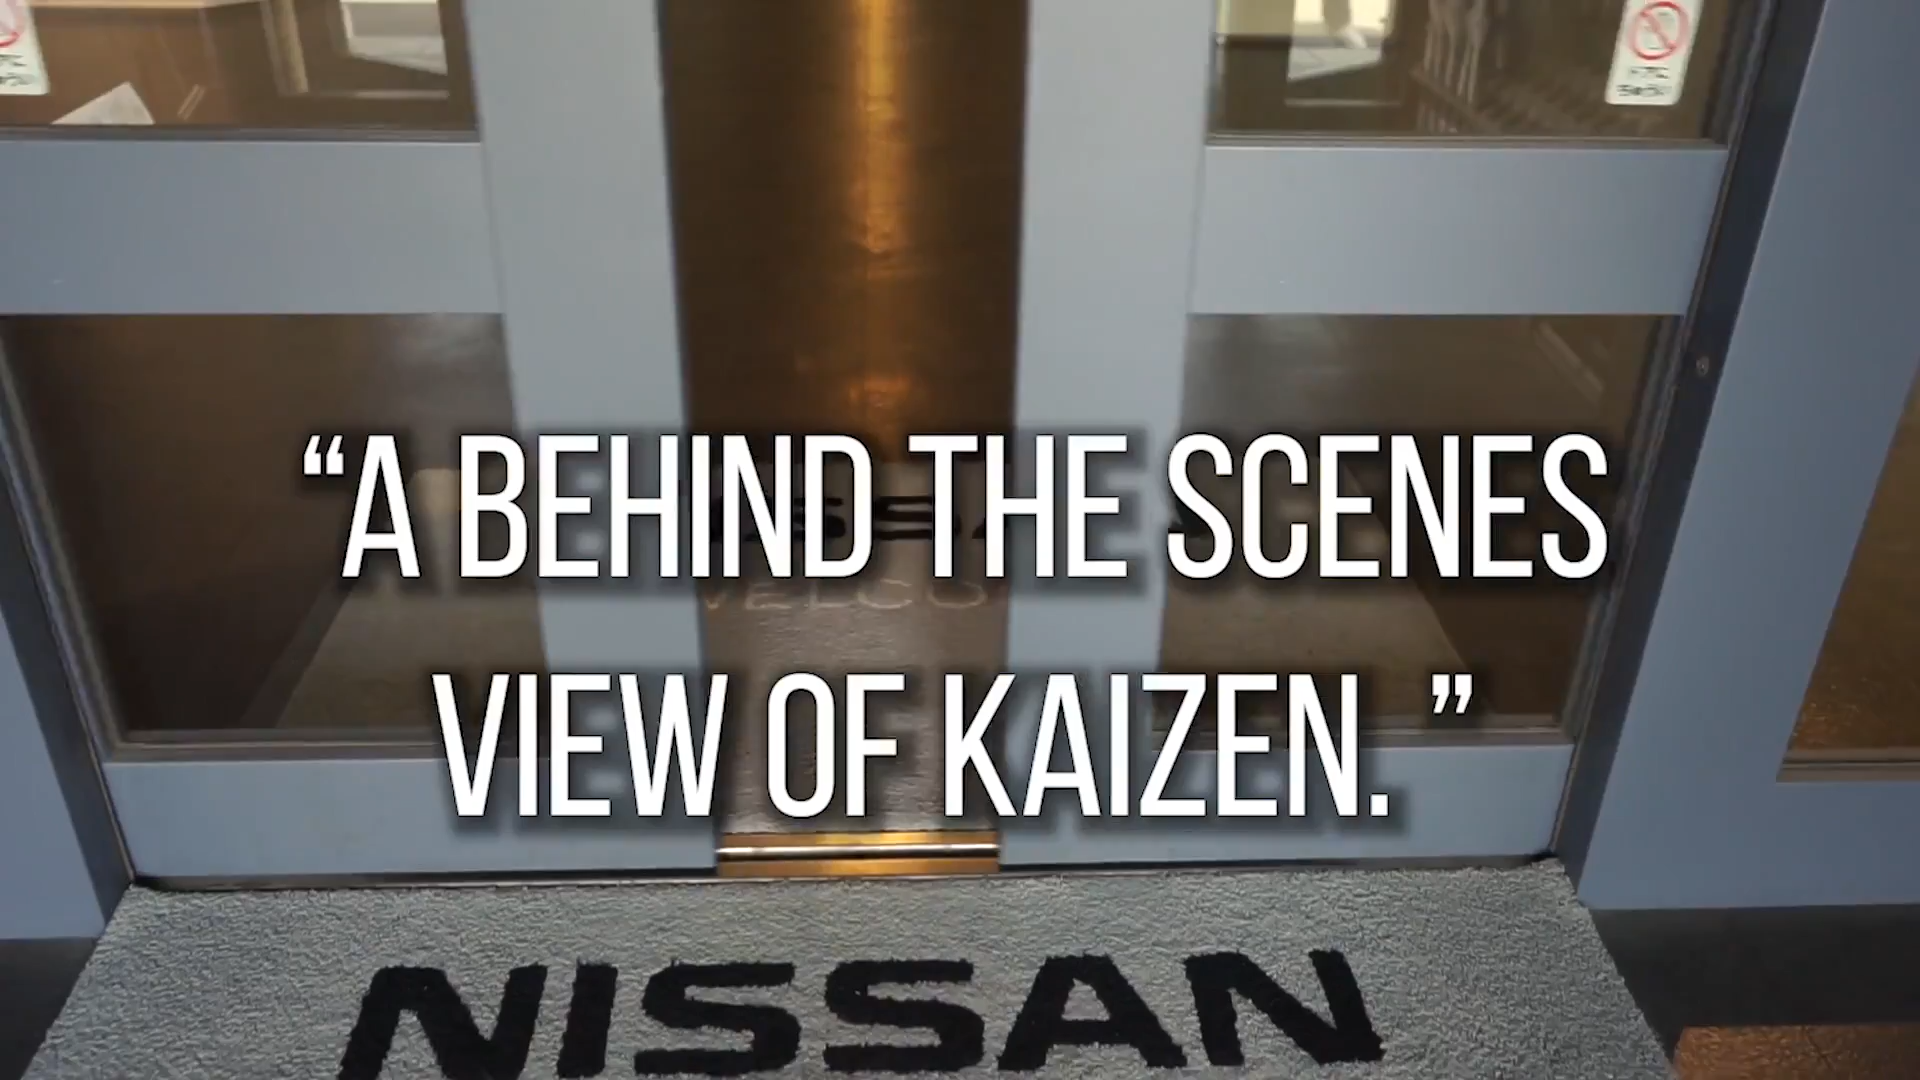 “A BEHIND THE SCENES
VIEW OF KAIZEN.”
NISSAN